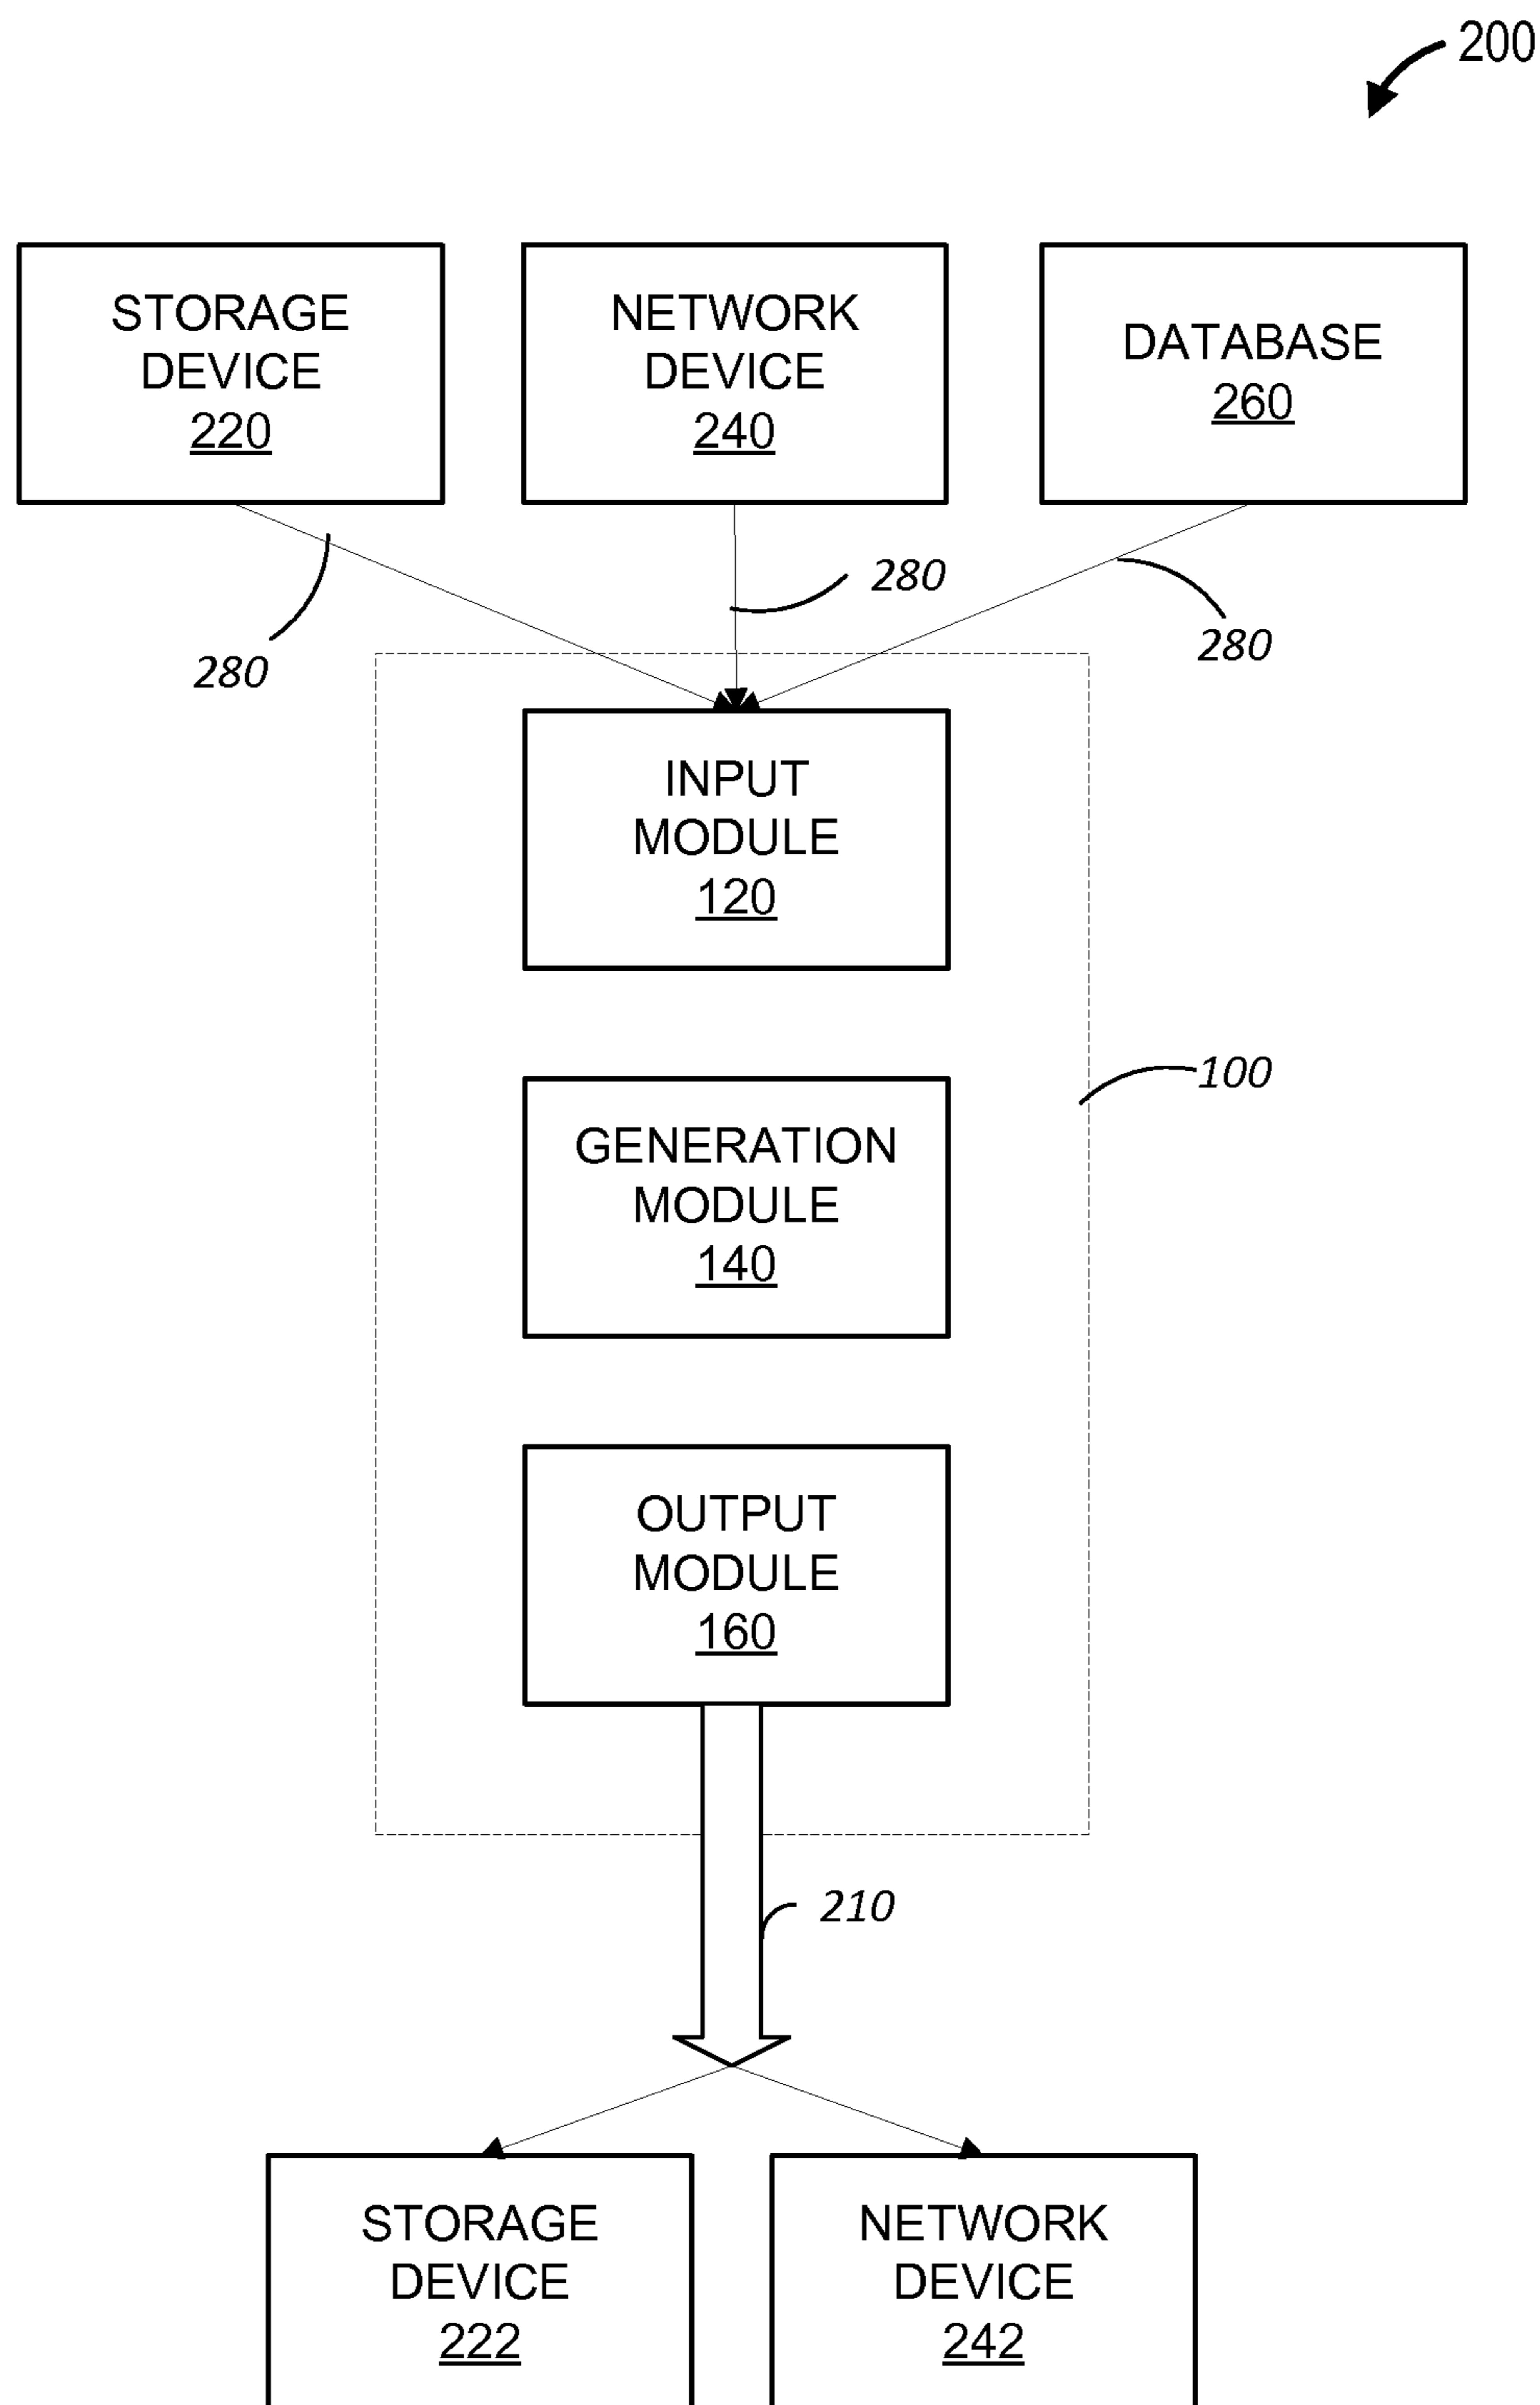 200
STORAGE
DEVICE
220
NETWORK
DEVICE
240
DATABASE
260
280
280
280
INPUT
MODULE
120
100
GENERATION
MODULE
140
OUTPUT
MODULE
160
210
STORAGE
DEVICE
222
NETWORK
DEVICE
242